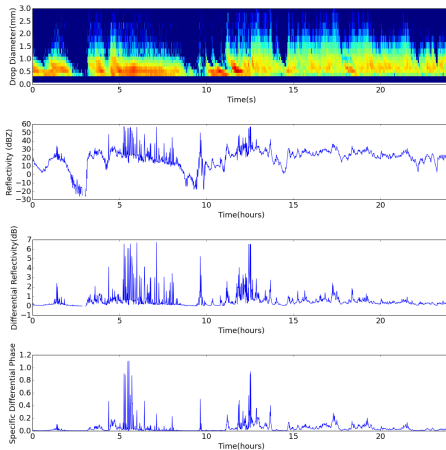 Drop Diameter(mm)
3.0
2.5
2.0
1.5
1.0
0.5
0.0
0 5 10 15 20
Time(s)
Reflectivity (dBZ)
60
50
40
30
20
10
0
−10
−20
−30
0 5 10 15 20
Time(hours)
Differential Reflectivity(dB)
7
6
5
4
3
2
1
0
−1
0 5 10 15 20
Time(hours)
Specific Differential Phase
1.2
1.0
0.8
0.6
0.4
0.2
0.0
0 5 10 15 20
Time(hours)